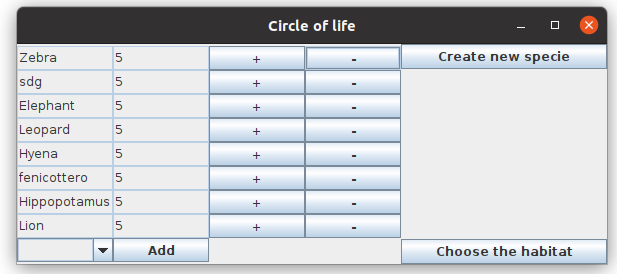 Circle of life
Zebra 5 + - Create new specie
sdg 5 + -
Elephant 5 + -
Leopard 5 + -
Hyena 5 + -
fenicottero 5 + -
Hippopotamus 5 + -
Lion 5 + -
Add Choose the habitat